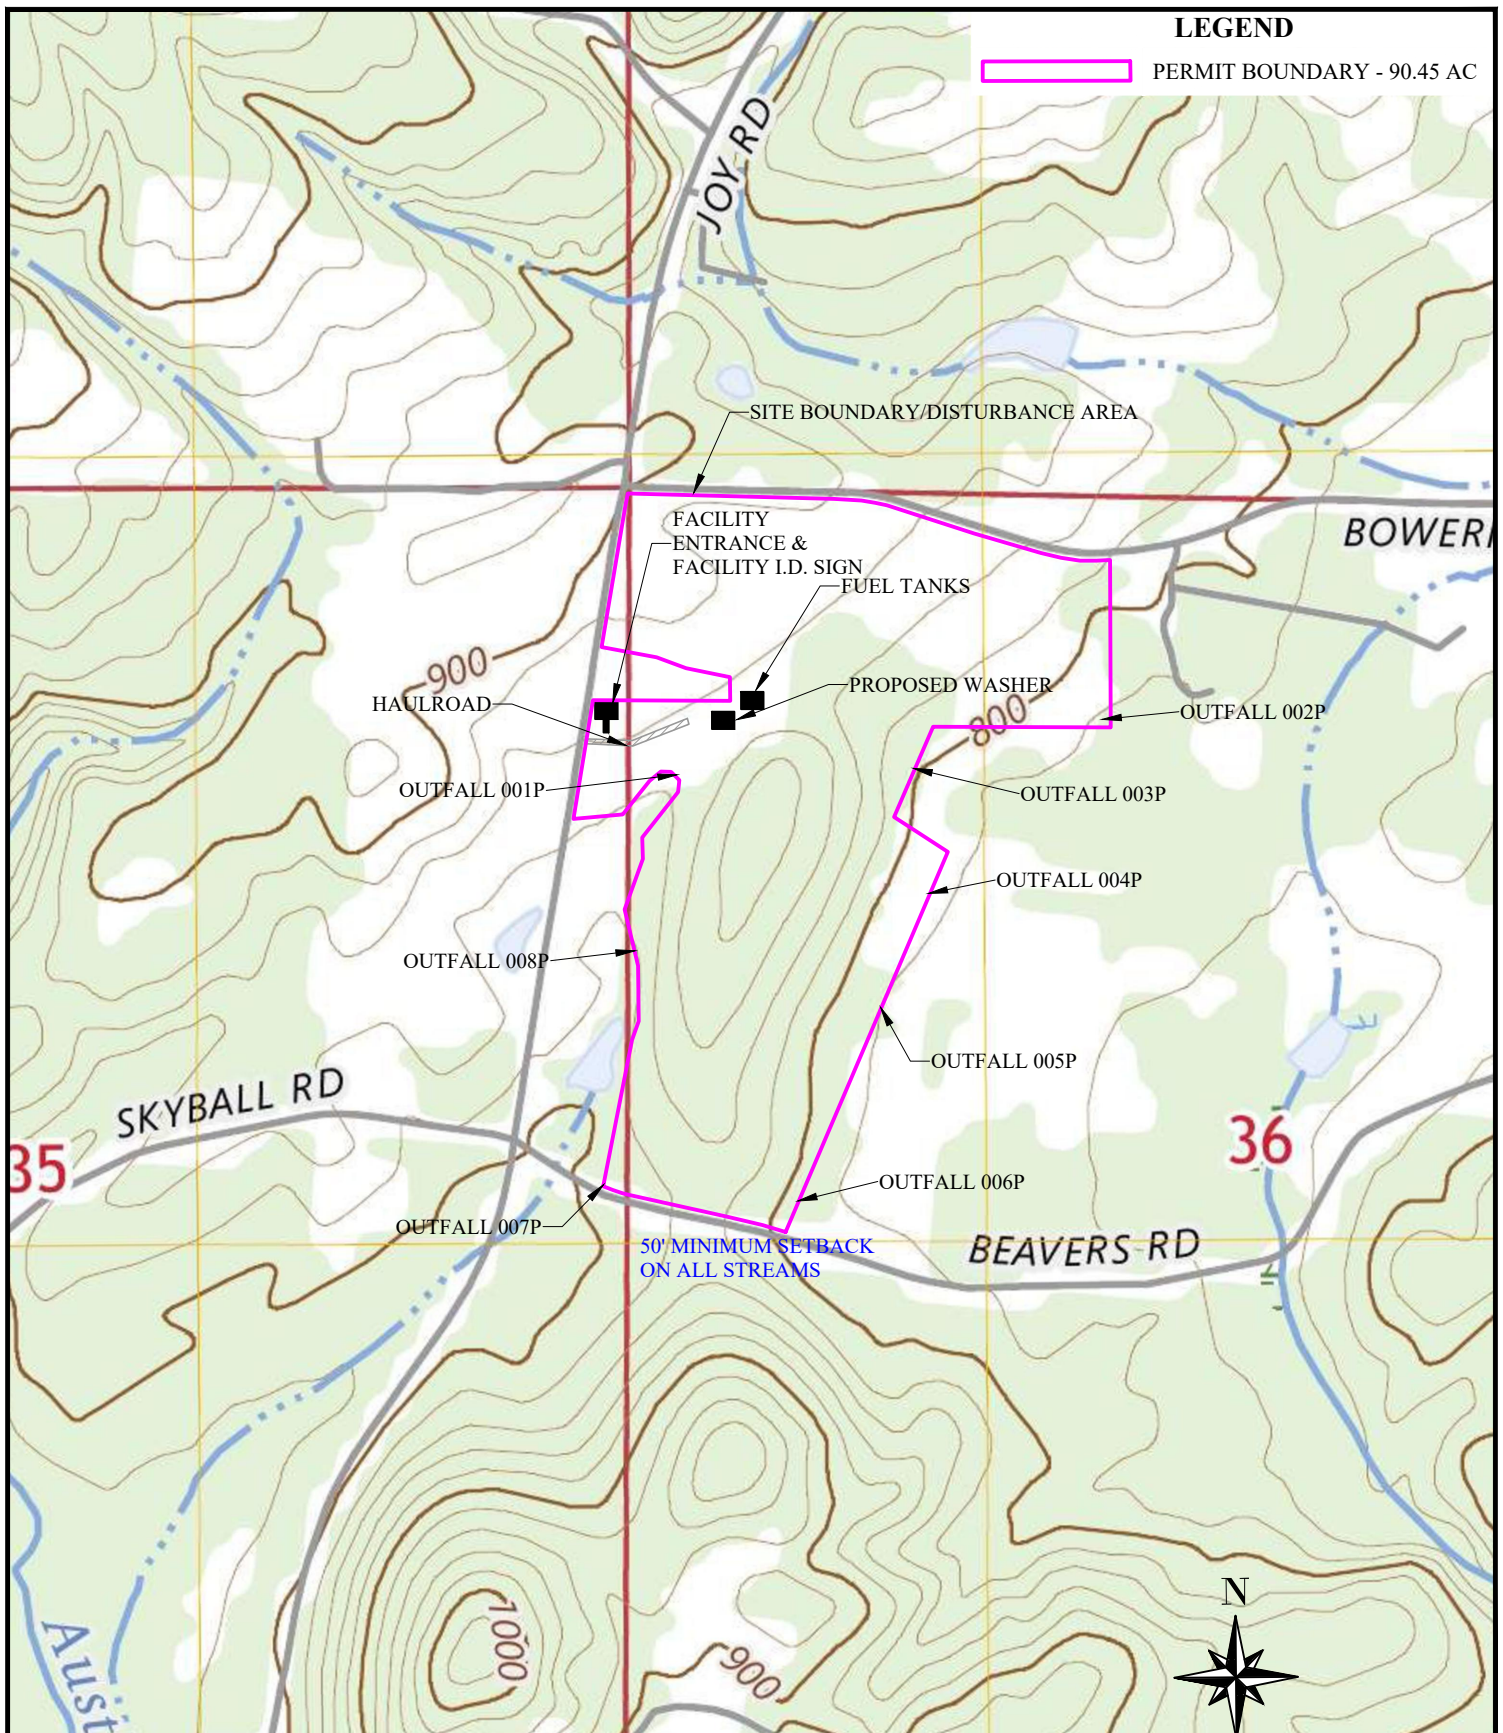 LEGEND
PERMIT BOUNDARY - 90.45 AC
JOY RD
SITE BOUNDARY/DISTURBANCE AREA
FACILITY
ENTRANCE &
FACILITY I.D. SIGN
BOWER
FUEL TANKS
900
HAULROAD
PROPOSED WASHER
800
OUTFALL 002P
OUTFALL 001P
OUTFALL 003P
OUTFALL 004P
OUTFALL 008P
OUTFALL 005P
SKYBALL RD
35
36
OUTFALL 006P
OUTFALL 007P
50' MINIMUM SETBACK
ON ALL STREAMS
BEAVERS RD
N
1000
900
Aust